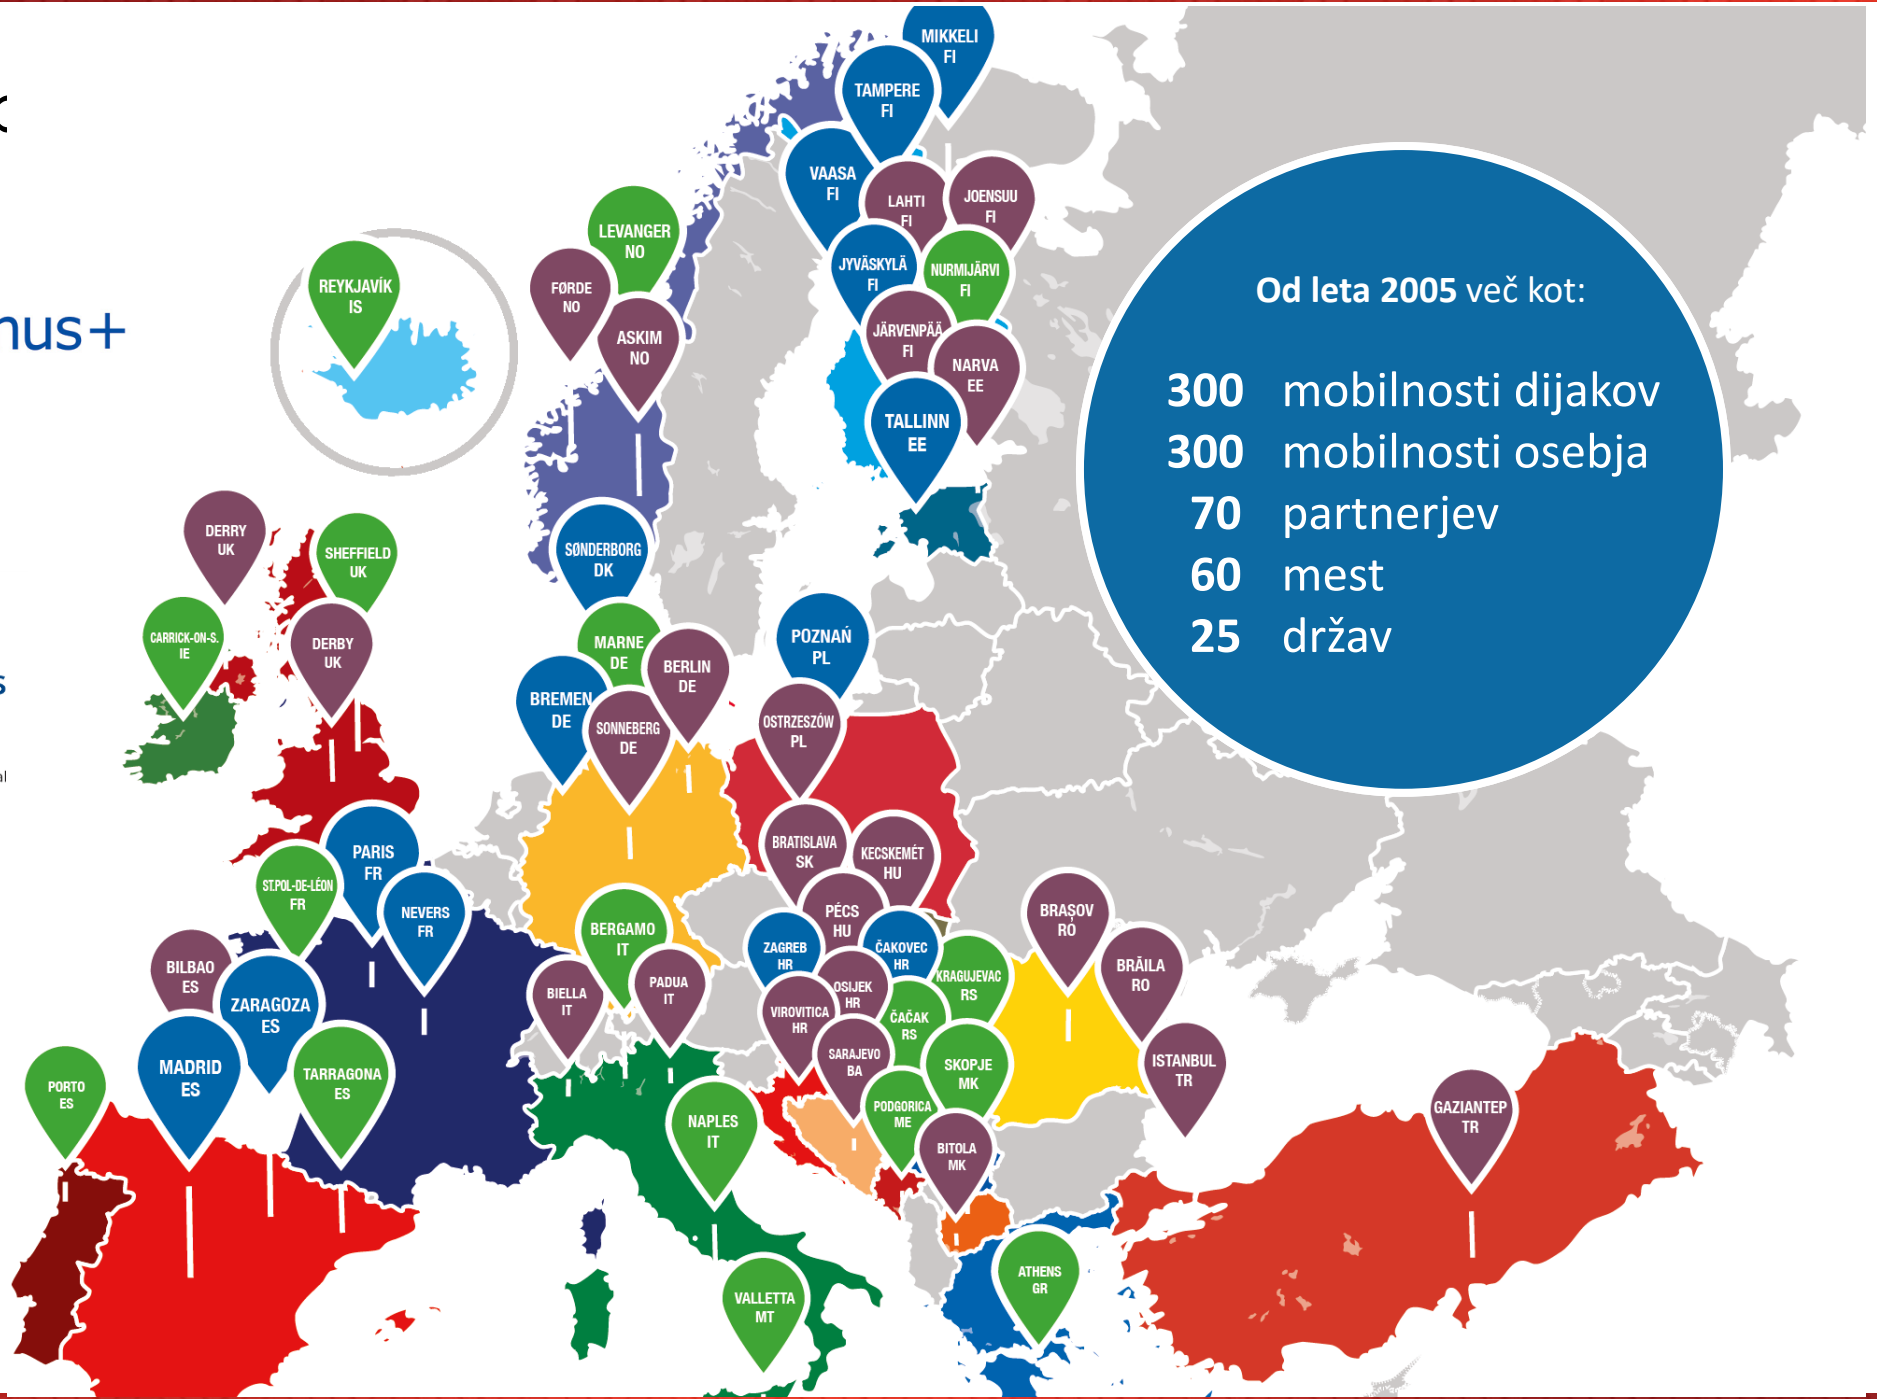 MIKKELI
FI
TAMPERE
FI
VAASA
FI
LAHTI
FI
JOENSUU
FI
LEVANGER
NO
JYVÄSKYLÄ
FI
NURMIJÄRVI
FI
REYKJAVÍK
IS
FØRDE
NO
ASKIM
NO
JÄRVENPÄÄ
FI
NARVA
EE
TALLINN
EE
Od leta 2005 več kot:
300 mobilnosti dijakov
300 mobilnosti osebja
70 partnerjev
60 mest
25 držav
nus+
DERRY
UK
SHEFFIELD
UK
SØNDERBORG
DK
CARRICK-ON-S.
IE
DERBY
UK
MARNE
DE
BERLIN
DE
POZNAŃ
PL
BREMEN
DE
SONNEBERG
DE
OSTRZESZÓW
PL
s
al
PARIS
FR
BRATISLAVA
SK
KECSKEMÉT
HU
ST.POL-DE-LÉON
FR
NEVERS
FR
PÉCS
HU
BRAȘOV
RO
BERGAMO
IT
ZAGREB
HR
ČAKOVEC
HR
BILBAO
ES
ZARAGOZA
ES
BIELLA
IT
PADUA
IT
OSIJEK
HR
KRAGUJEVAC
RS
BRĂILA
RO
VIROVITICA
HR
ČAČAK
RS
MADRID
ES
TARRAGONA
ES
SARAJEVO
BA
SKOPJE
MK
ISTANBUL
TR
PORTO
ES
NAPLES
IT
PODGORICA
ME
GAZIANTEP
TR
BITOLA
MK
VALLETTA
MT
ATHENS
GR